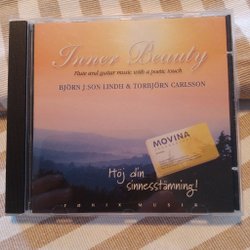 Inner Beauty
Flute and guitar music with a poetic touch
BJÖRN J:SON LINDH & TORBJÖRN CARLSSON
MOVINA
Höj din
sinnesstämning!
FÖNIX MUSIK